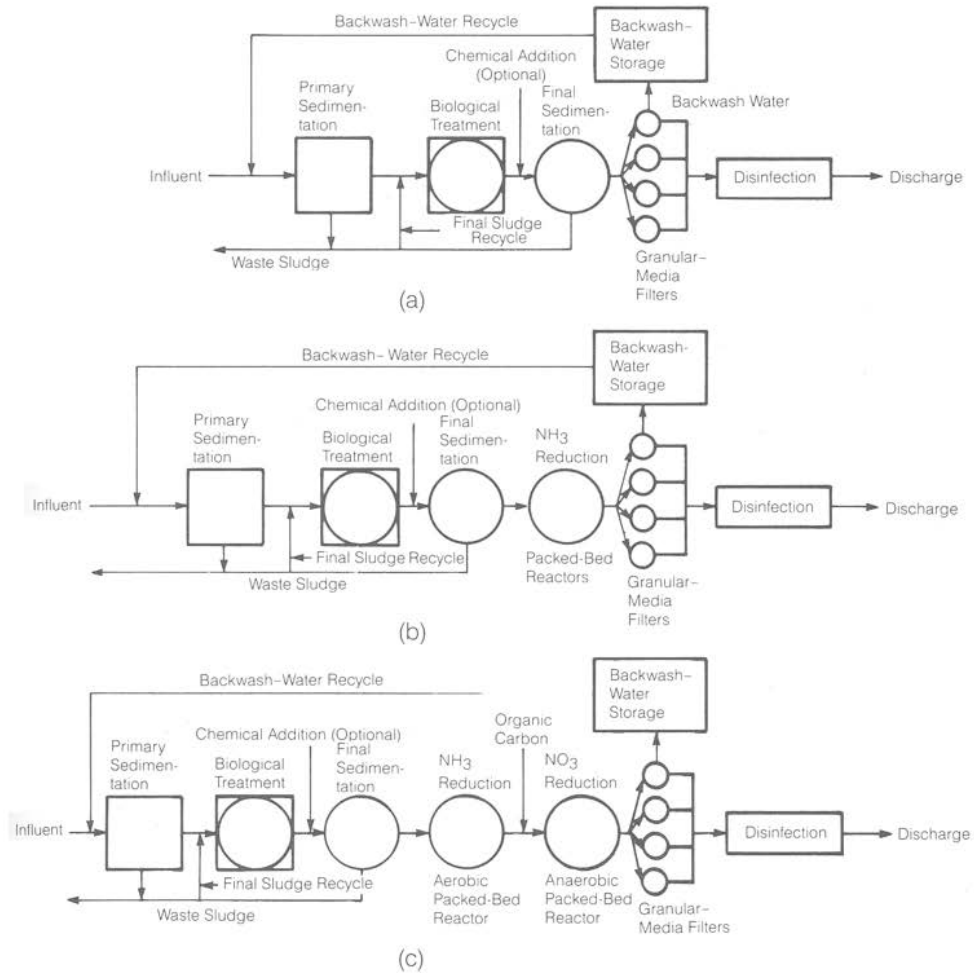 Backwash-Water Recycle
Backwash-
Water
Storage
Chemical Addition
(Optional)
Primary
Sedimen-
tation
Biological
Treatment
Final
Sedimen-
tation
Backwash Water
Influent
Disinfection
Discharge
Final Sludge
Recycle
Waste Sludge
Granular-
Media
Filters
(a)
Backwash-Water Recycle
Backwash-
Water
Storage
Chemical Addition (Optional)
Primary
Sedimen-
tation
Biological
Treatment
Final
Sedimen-
tation
NH3
Reduction
Influent
Disinfection
Discharge
Final Sludge Recycle
Waste Sludge
Packed-Bed
Reactors
Granular-
Media
Filters
(b)
Backwash-Water Recycle
Backwash-
Water
Storage
Primary
Sedimen-
tation
Chemical Addition (Optional)
Biological
Treatment
Final
Sedimen-
tation
NH3
Reduction
Organic
Carbon
NO3
Reduction
Influent
Disinfection
Discharge
Final Sludge Recycle
Waste Sludge
Aerobic
Packed-Bed
Reactor
Anaerobic
Packed-Bed
Reactor
Granular-
Media Filters
(c)